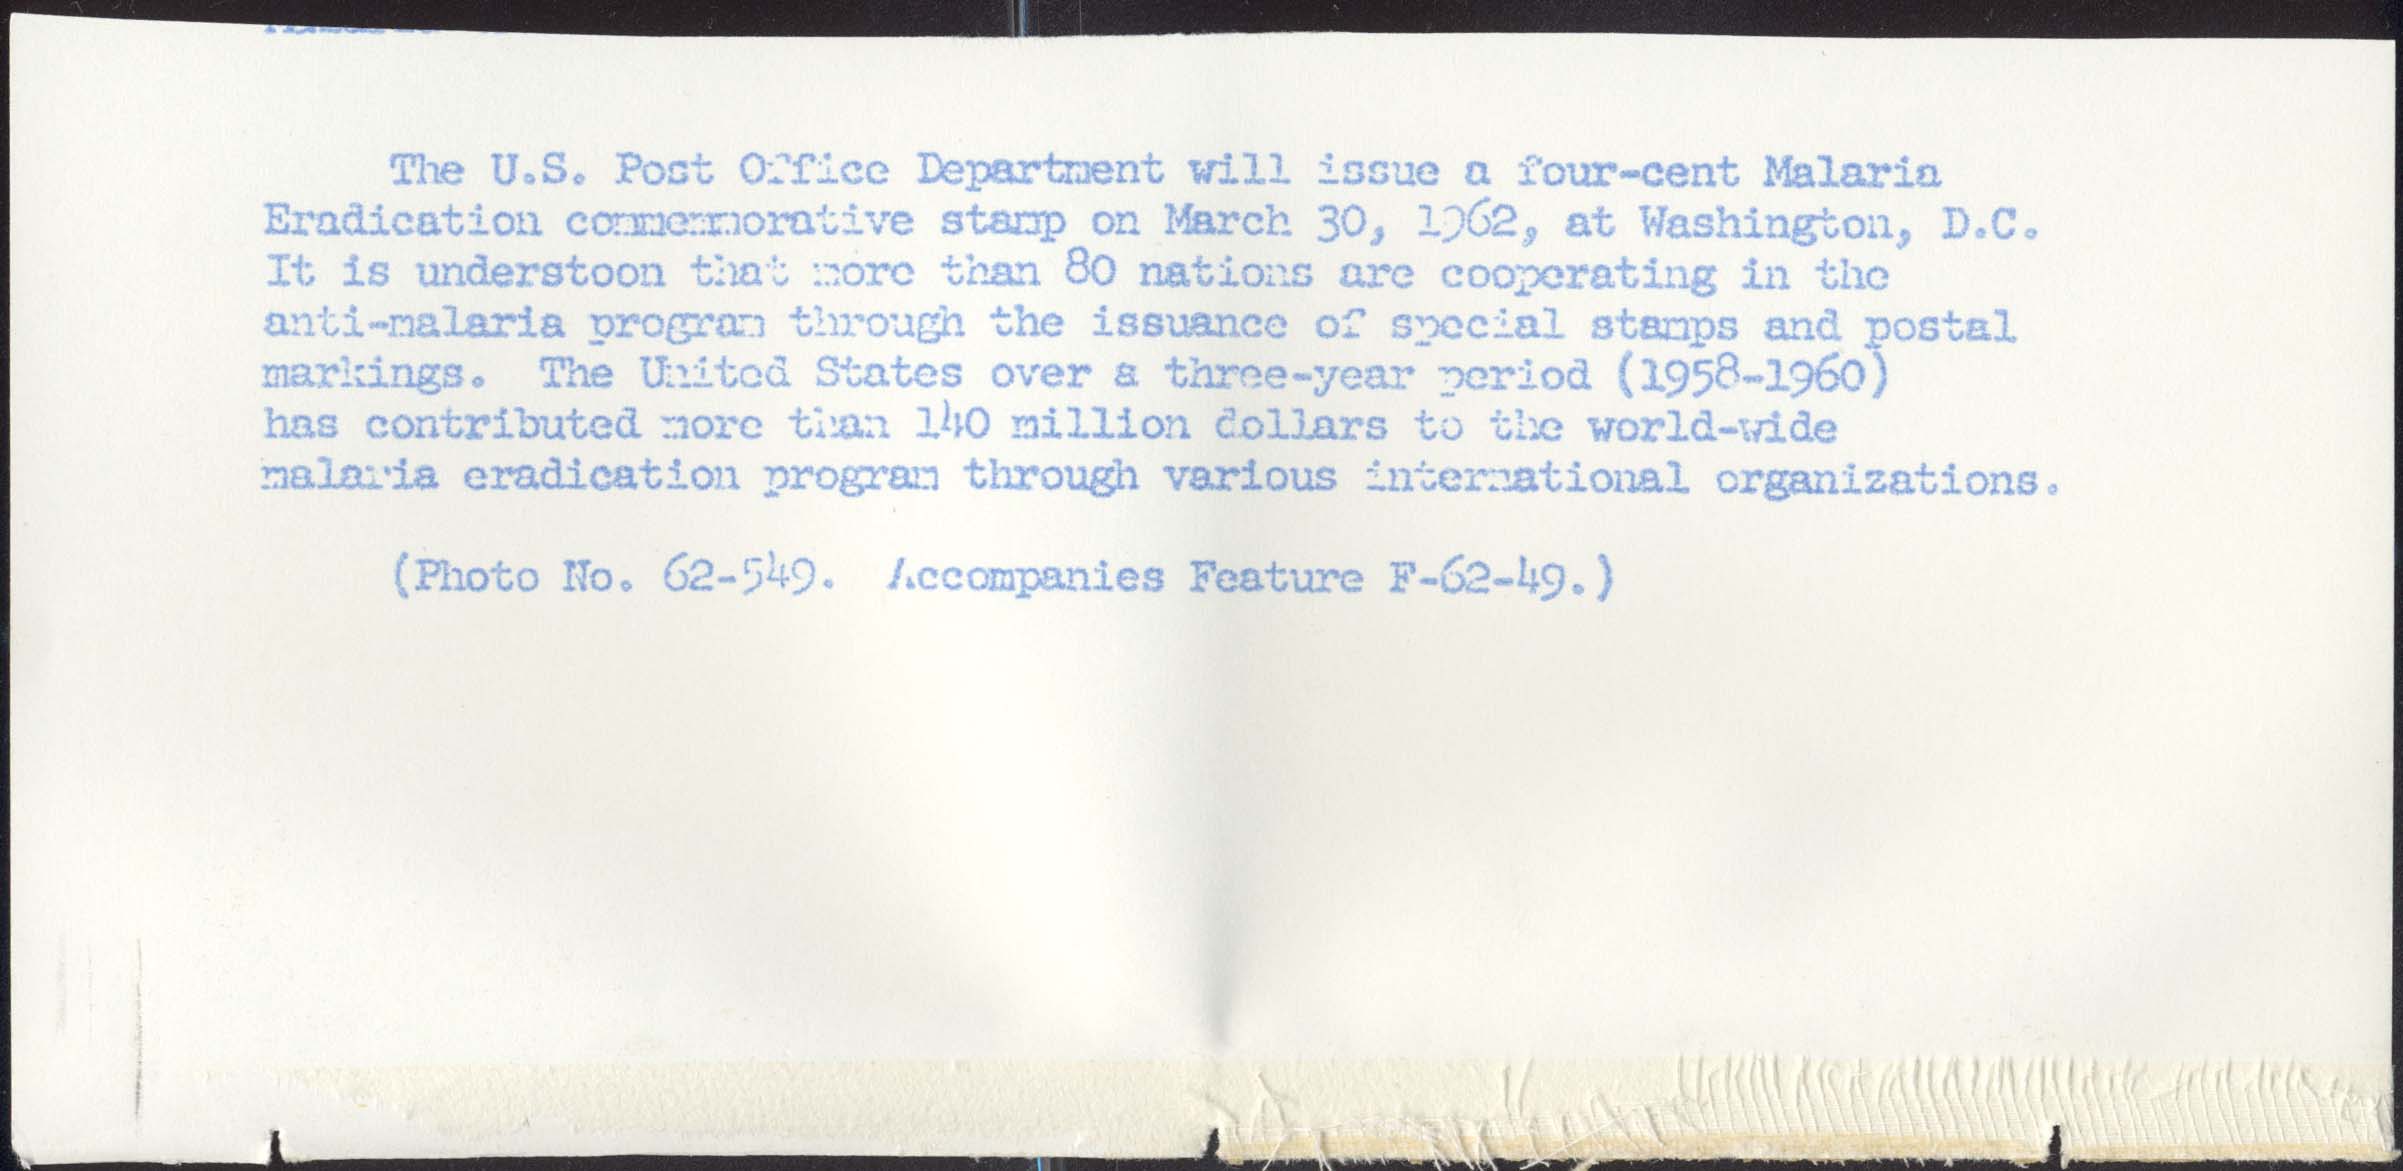 The U.S. Post Office Department will issue a four-cent Malaria
Eradication commemmorative stamp on March 30, 1962, at Washington, D.C.
It is understoon that more than 80 nations are cooperating in the
anti-malaria program through the issuance of special stamps and postal
markings. The United States over a three-year period (1958-1960)
has contributed more than 140 million dollars to the world-wide
malaria eradication program through various international organizations.
(Photo No. 62-549. Accompanies Feature F-62-49.)